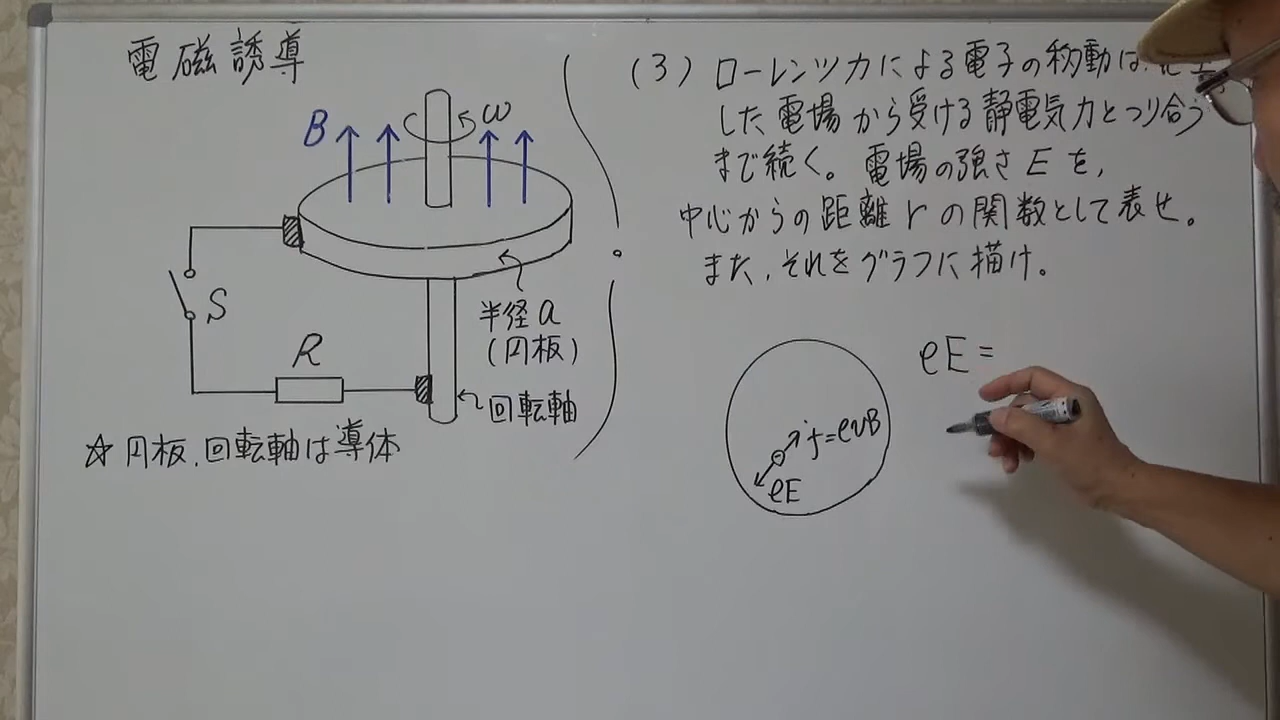 電磁誘導
B
ω
S
R
半径a
(円板)
回転軸
☆円板、回転軸は導体
(3) ローレンツ力による電子の移動は、
した電場から受ける静電気力とつり合う
まで続く。電場の強さEを、
中心からの距離rの関数として表せ。
また、それをグラフに描け。
f=evB
eE
eE=